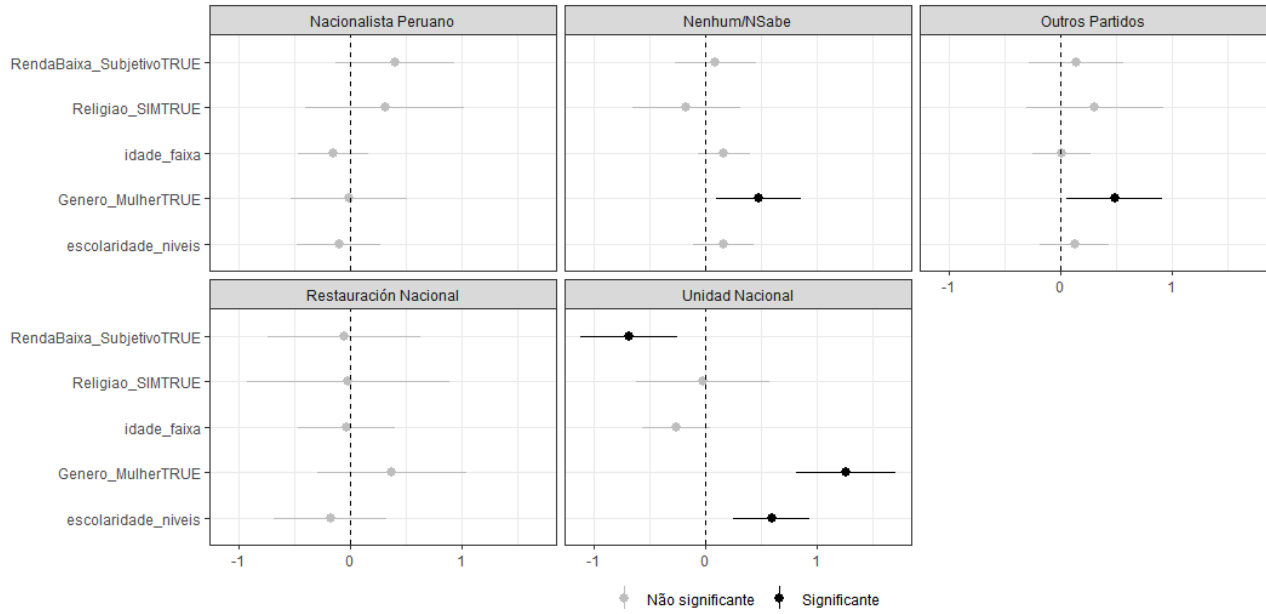 Nacionalista Peruano
Nenhum/NSabe
Outros Partidos
RendaBaixa_SubjetivoTRUE
Religiao_SIMTRUE
idade_faixa
Genero_MulherTRUE
escolaridade_niveis
-1 0 1
Restauración Nacional
Unidad Nacional
RendaBaixa_SubjetivoTRUE
Religiao_SIMTRUE
idade_faixa
Genero_MulherTRUE
escolaridade_niveis
-1 0 1
-1 0 1
Não significante
Significante